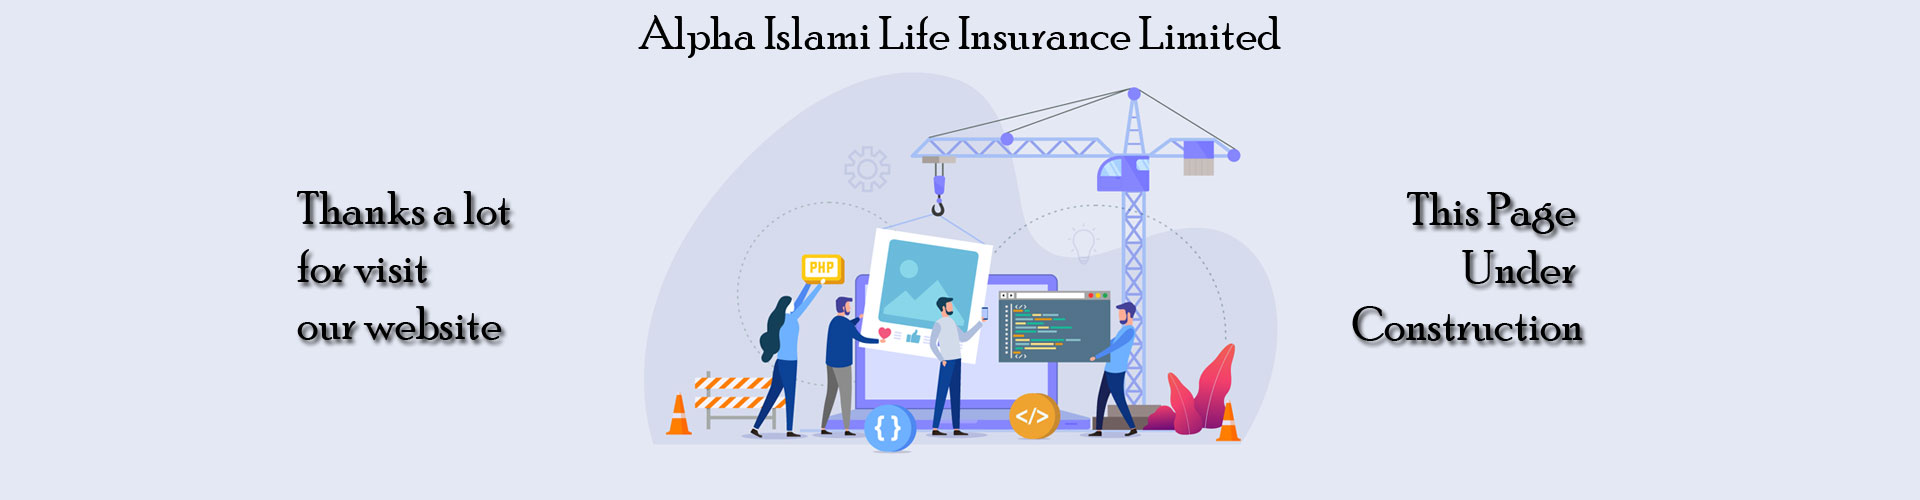 Alpha Islami Life Insurance Limited
Thanks a lot
for visit
our website
This Page
Under
Construction
PHP
</>
</>
{}
</>